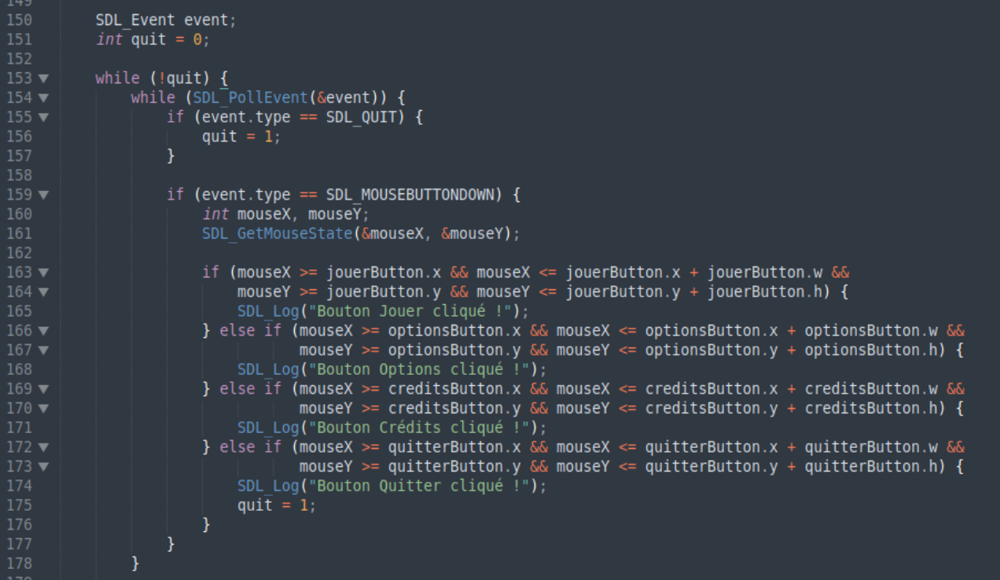 149
150 SDL_Event event;
151 int quit = 0;
152
153 while (!quit) {
154 while (SDL_PollEvent(&event)) {
155 if (event.type == SDL_QUIT) {
156 quit = 1;
157 }
158
159 if (event.type == SDL_MOUSEBUTTONDOWN) {
160 int mouseX, mouseY;
161 SDL_GetMouseState(&mouseX, &mouseY);
162
163 if (mouseX >= jouerButton.x && mouseX <= jouerButton.x + jouerButton.w &&
164 mouseY >= jouerButton.y && mouseY <= jouerButton.y + jouerButton.h) {
165 SDL_Log("Bouton Jouer cliqué !");
166 } else if (mouseX >= optionsButton.x && mouseX <= optionsButton.x + optionsButton.w &&
167 mouseY >= optionsButton.y && mouseY <= optionsButton.y + optionsButton.h) {
168 SDL_Log("Bouton Options cliqué !");
169 } else if (mouseX >= creditsButton.x && mouseX <= creditsButton.x + creditsButton.w &&
170 mouseY >= creditsButton.y && mouseY <= creditsButton.y + creditsButton.h) {
171 SDL_Log("Bouton Crédits cliqué !");
172 } else if (mouseX >= quitterButton.x && mouseX <= quitterButton.x + quitterButton.w &&
173 mouseY >= quitterButton.y && mouseY <= quitterButton.y + quitterButton.h) {
174 SDL_Log("Bouton Quitter cliqué !");
175 quit = 1;
176 }
177 }
178 }